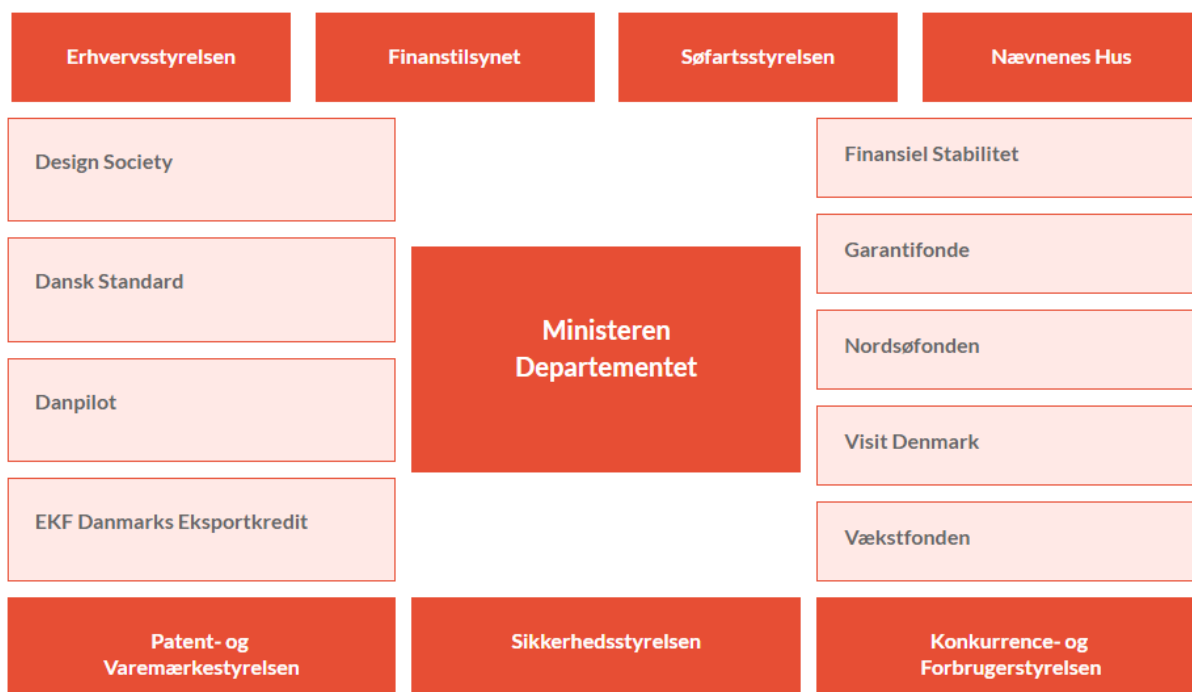 Erhvervsstyrelsen
Finanstilsynet
Søfartsstyrelsen
Nævnenes Hus
Design Society
Dansk Standard
Danpilot
EKF Danmarks Eksportkredit
Ministeren
Departementet
Finansiel Stabilitet
Garantifonde
Nordsøfonden
Visit Denmark
Vækstfonden
Patent- og
Varemærkestyrelsen
Sikkerhedsstyrelsen
Konkurrence- og
Forbrugerstyrelsen